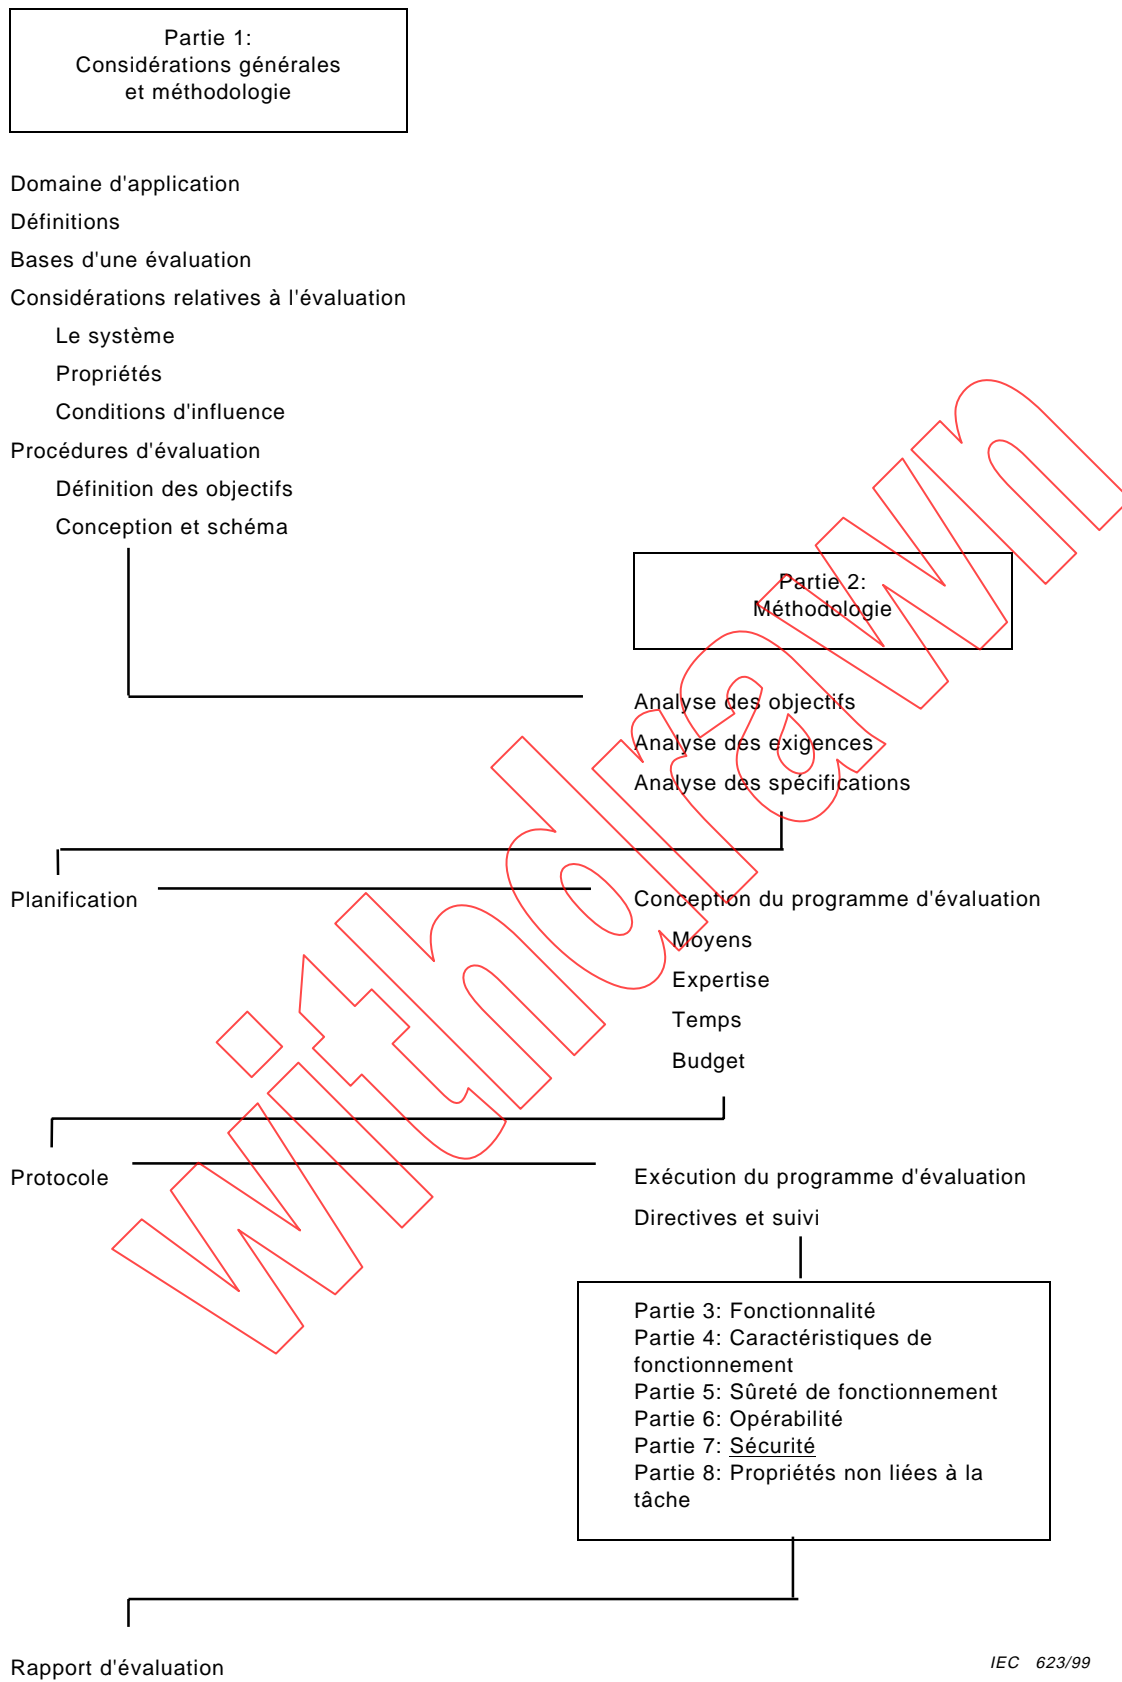 Partie 1:
Considérations générales
et méthodologie
Domaine d'application
Définitions
Bases d'une évaluation
Considérations relatives à l'évaluation
Le système
Propriétés
Conditions d'influence
Procédures d'évaluation
Définition des objectifs
Conception et schéma
Partie 2:
Méthodologie
Analyse des objectifs
Analyse des exigences
Analyse des spécifications
Planification
Conception du programme d'évaluation
Moyens
Expertise
Temps
Budget
Protocole
Exécution du programme d'évaluation
Directives et suivi
Partie 3: Fonctionnalité
Partie 4: Caractéristiques de
fonctionnement
Partie 5: Sûreté de fonctionnement
Partie 6: Opérabilité
Partie 7: Sécurité
Partie 8: Propriétés non liées à la
tâche
Rapport d'évaluation
IEC 623/99
withdrawn